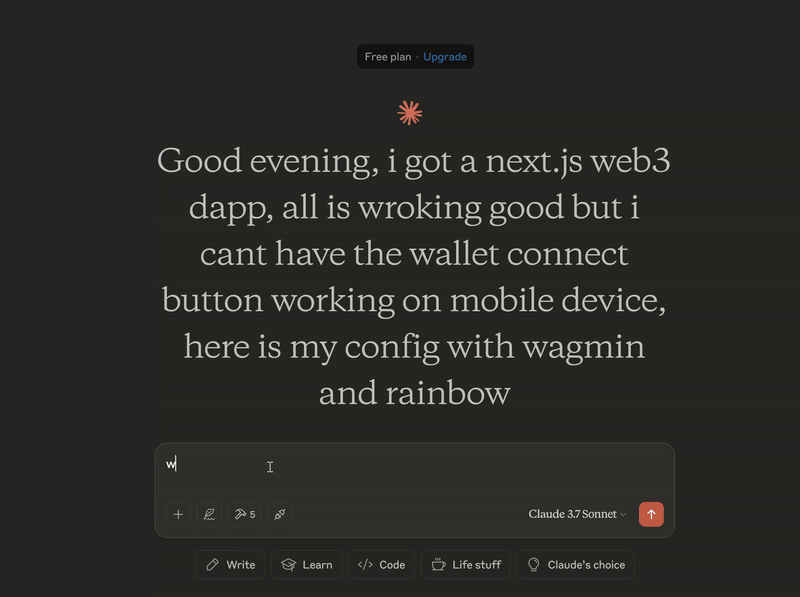 Free plan · Upgrade
Good evening, i got a next.js web3
dapp, all is wroking good but i
cant have the wallet connect
button working on mobile device,
here is my config with wagmin
and rainbow
w
5
Claude 3.7 Sonnet
Write
Learn
Code
Life stuff
Claude's choice